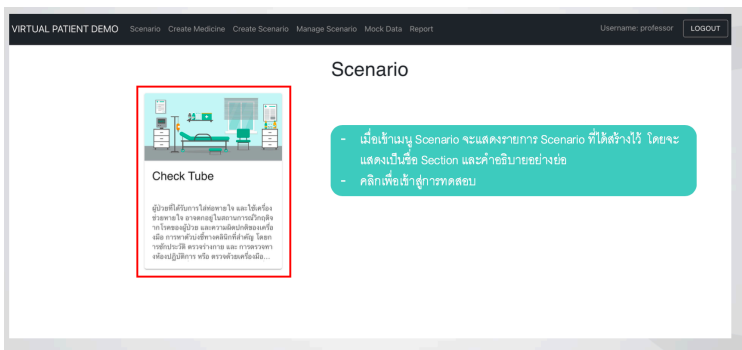 VIRTUAL PATIENT DEMO Scenario Create Medicine Create Scenario Manage Scenario Mock Data Report Username: professor LOGOUT
Scenario
Check Tube
ผู้ป่วยที่ได้รับการใส่ท่อหายใจ และใช้เครื่อง
ช่วยหายใจ อาจตกอยู่ในสถานการณ์วิกฤติจ
ากโรคของผู้ป่วย และความผิดปกติของเครื่อ
งมือ การหาตัวบ่งชี้ทางคลินิกที่สำคัญ โดยก
ารซักประวัติ ตรวจร่างกาย และ การตรวจทา
งห้องปฏิบัติการ หรือ ตรวจด้วยเครื่องมือ...
- เมื่อเข้าเมนู Scenario จะแสดงรายการ Scenario ที่ได้สร้างไว้ โดยจะ
แสดงเป็นชื่อ Section และคำอธิบายอย่างย่อ
- คลิกเพื่อเข้าสู่การทดสอบ